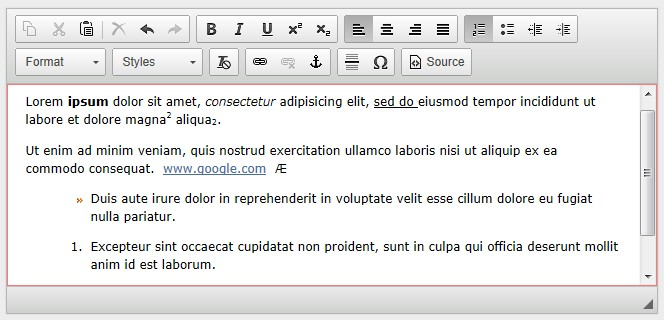 B I U x² x₂
Format Styles Ω Source
Lorem ipsum dolor sit amet, consectetur adipisicing elit, sed do eiusmod tempor incididunt ut
labore et dolore magna² aliqua₂.
Ut enim ad minim veniam, quis nostrud exercitation ullamco laboris nisi ut aliquip ex ea
commodo consequat. www.google.com Æ
» Duis aute irure dolor in reprehenderit in voluptate velit esse cillum dolore eu fugiat
nulla pariatur.
1. Excepteur sint occaecat cupidatat non proident, sunt in culpa qui officia deserunt mollit
anim id est laborum.